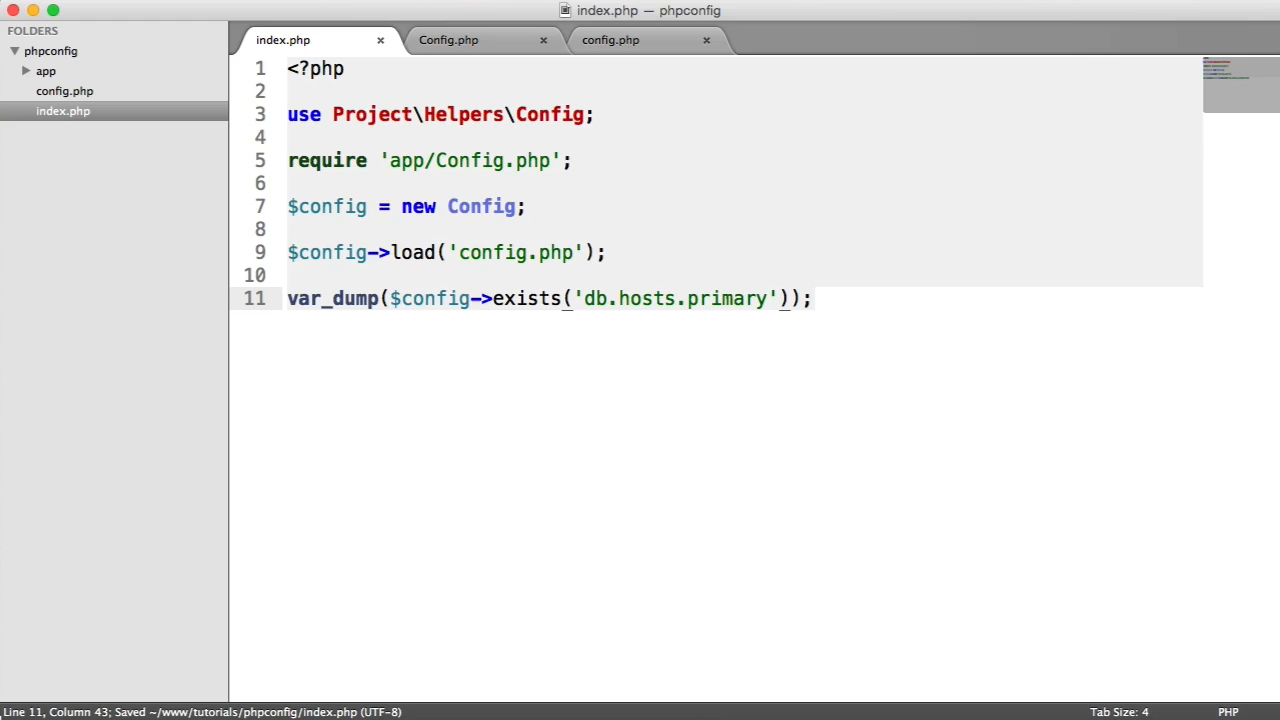 index.php — phpconfig
FOLDERS
phpconfig
app
config.php
index.php
index.php × Config.php × config.php ×
1 <?php
2
3 use Project\Helpers\Config;
4
5 require 'app/Config.php';
6
7 $config = new Config;
8
9 $config->load('config.php');
10
11 var_dump($config->exists('db.hosts.primary'));
Line 11, Column 43; Saved ~/www/tutorials/phpconfig/index.php (UTF-8) Tab Size: 4 PHP